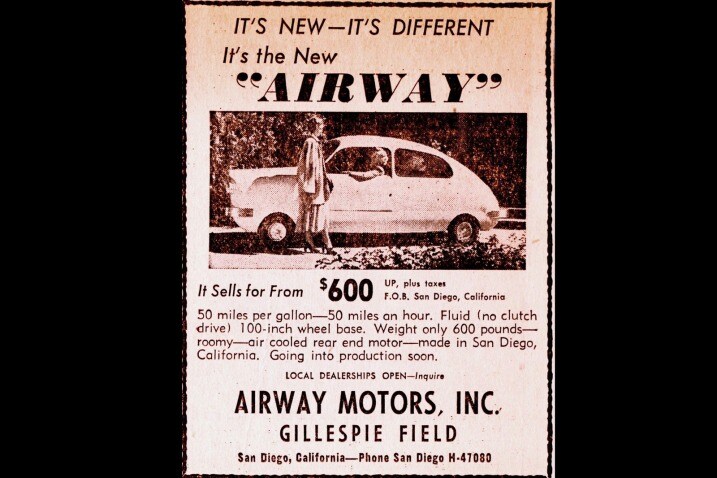 IT'S NEW—IT'S DIFFERENT
It's the New
“AIRWAY”
It Sells for From $600 UP, plus taxes
F.O.B. San Diego, California
50 miles per gallon—50 miles an hour. Fluid (no clutch
drive) 100-inch wheel base. Weight only 600 pounds—
roomy—air cooled rear end motor—made in San Diego,
California. Going into production soon.
LOCAL DEALERSHIPS OPEN—Inquire
AIRWAY MOTORS, INC.
GILLESPIE FIELD
San Diego, California—Phone San Diego H-47080